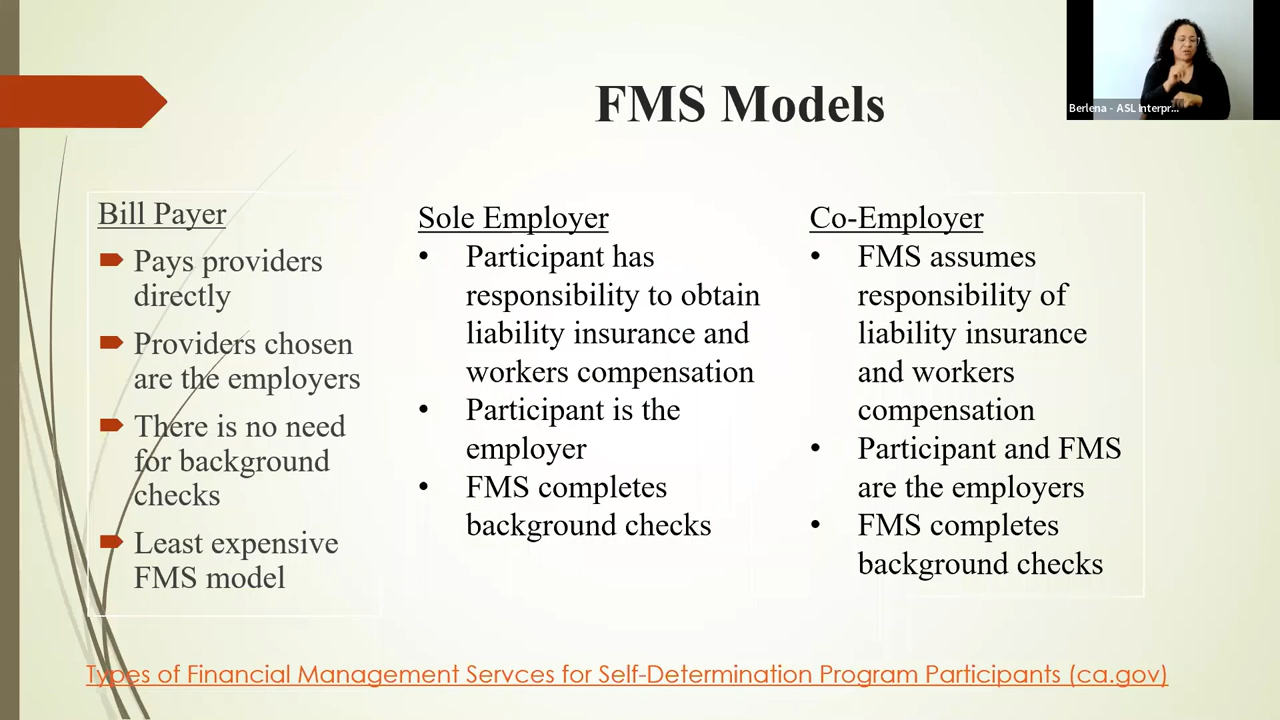 FMS Models
Berlena - ASL Interpr...
Bill Payer
Pays providers
directly
Providers chosen
are the employers
There is no need
for background
checks
Least expensive
FMS model
Sole Employer
• Participant has
responsibility to obtain
liability insurance and
workers compensation
• Participant is the
employer
• FMS completes
background checks
Co-Employer
• FMS assumes
responsibility of
liability insurance
and workers
compensation
• Participant and FMS
are the employers
• FMS completes
background checks
Types of Financial Management Servces for Self-Determination Program Participants (ca.gov)